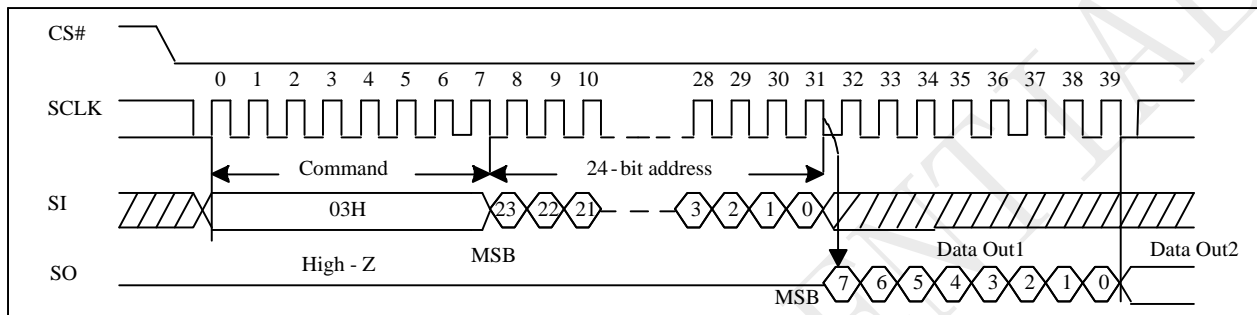 CS#
0 1 2 3 4 5 6 7 8 9 10 28 29 30 31 32 33 34 35 36 37 38 39
SCLK
Command 24-bit address
SI 03H 23 22 21 3 2 1 0
High - Z MSB Data Out1 Data Out2
SO MSB 7 6 5 4 3 2 1 0